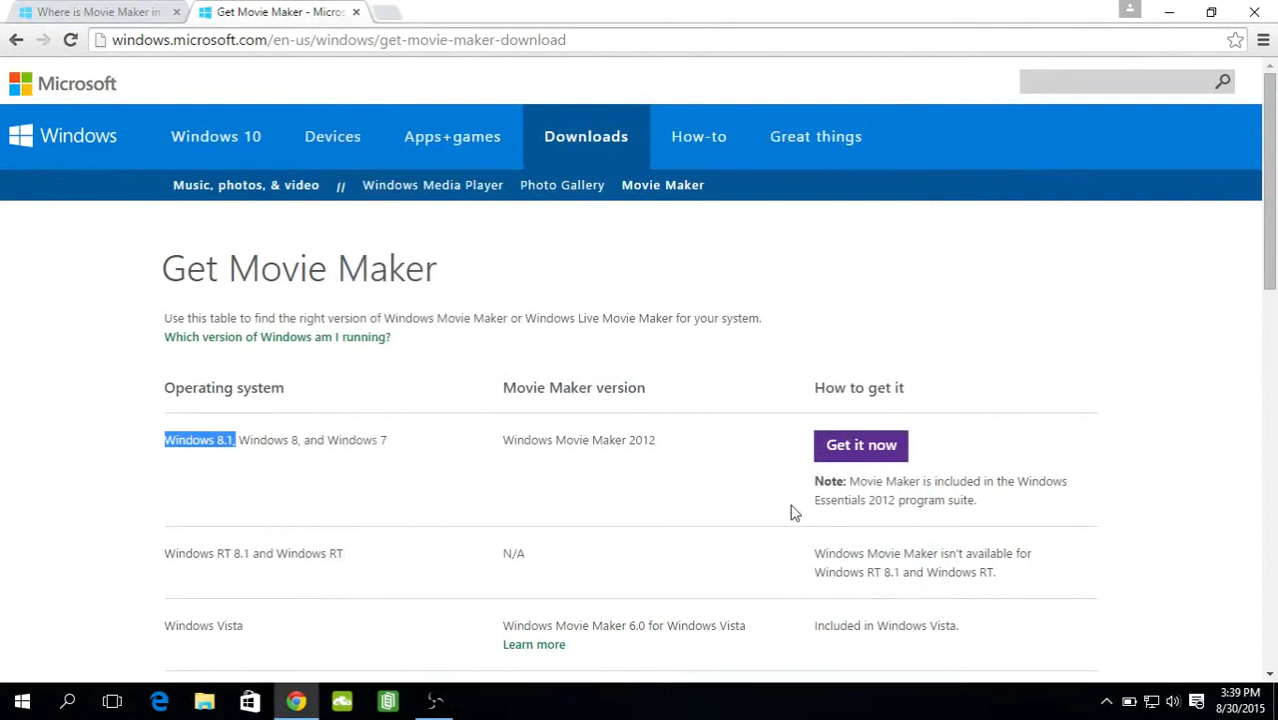 Where is Movie Maker in
Get Movie Maker - Micros
windows.microsoft.com/en-us/windows/get-movie-maker-download
Microsoft
Windows
Windows 10
Devices
Apps+games
Downloads
How-to
Great things
Music, photos, & video // Windows Media Player Photo Gallery Movie Maker
Get Movie Maker
Use this table to find the right version of Windows Movie Maker or Windows Live Movie Maker for your system.
Which version of Windows am I running?
Operating system
Movie Maker version
How to get it
Windows 8.1, Windows 8, and Windows 7
Windows Movie Maker 2012
Get it now
Note: Movie Maker is included in the Windows
Essentials 2012 program suite.
Windows RT 8.1 and Windows RT
N/A
Windows Movie Maker isn't available for
Windows RT 8.1 and Windows RT.
Windows Vista
Windows Movie Maker 6.0 for Windows Vista
Learn more
Included in Windows Vista.
3:39 PM
8/30/2015